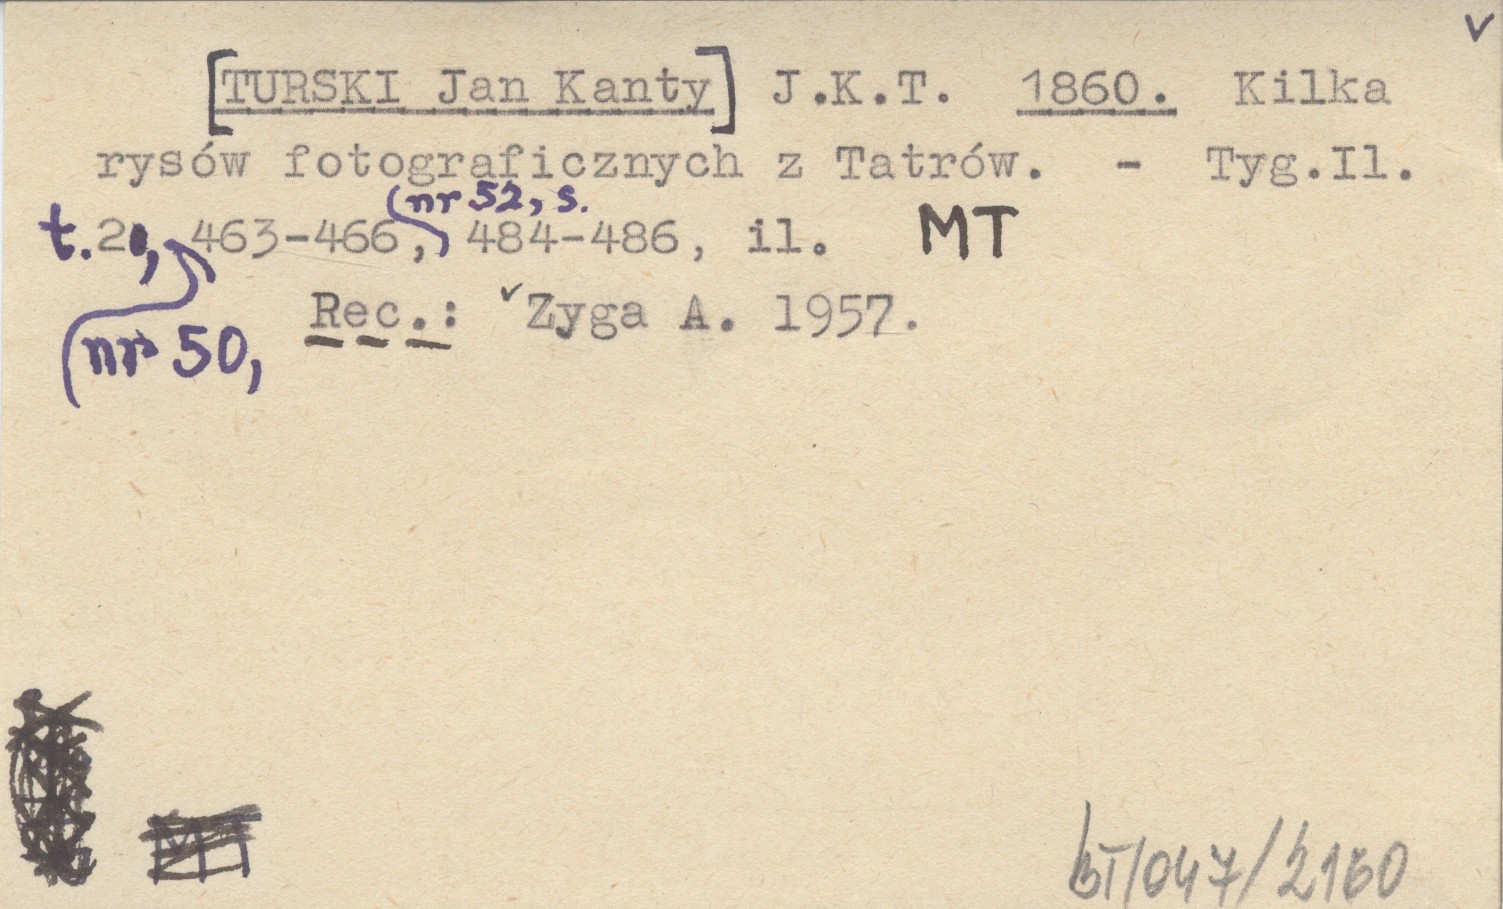 v
[TURSKI Jan Kanty] J.K.T. 1860. Kilka
rysów fotograficznych z Tatrów. - Tyg.Il.
nr 52, s.
t.2, 463-466, 484-486, il. MT
Rec.: v Zyga A. 1957.
nr 50,
BT/047/2160